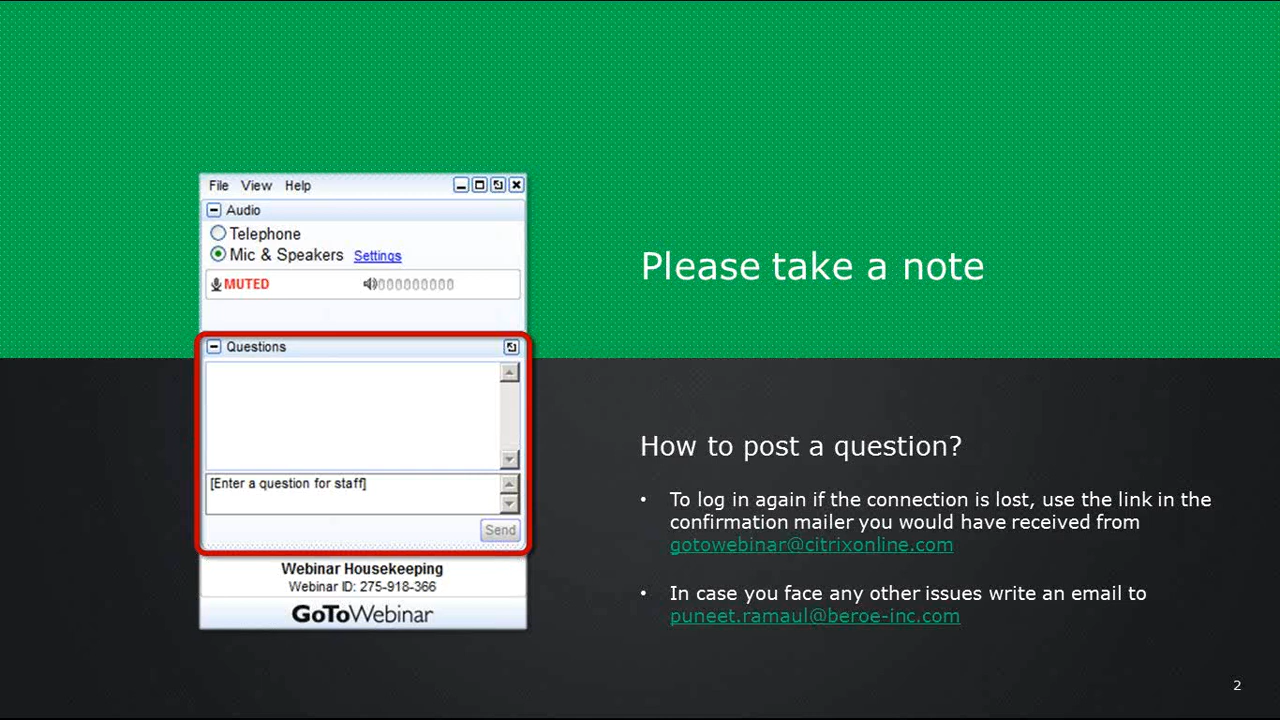 File View Help
Audio
Telephone
Mic & Speakers Settings
MUTED
Questions
[Enter a question for staff]
Send
Webinar Housekeeping
Webinar ID: 275-918-366
GoToWebinar
Please take a note
How to post a question?
• To log in again if the connection is lost, use the link in the
confirmation mailer you would have received from
gotowebinar@citrixonline.com
• In case you face any other issues write an email to
puneet.ramaul@beroe-inc.com
2